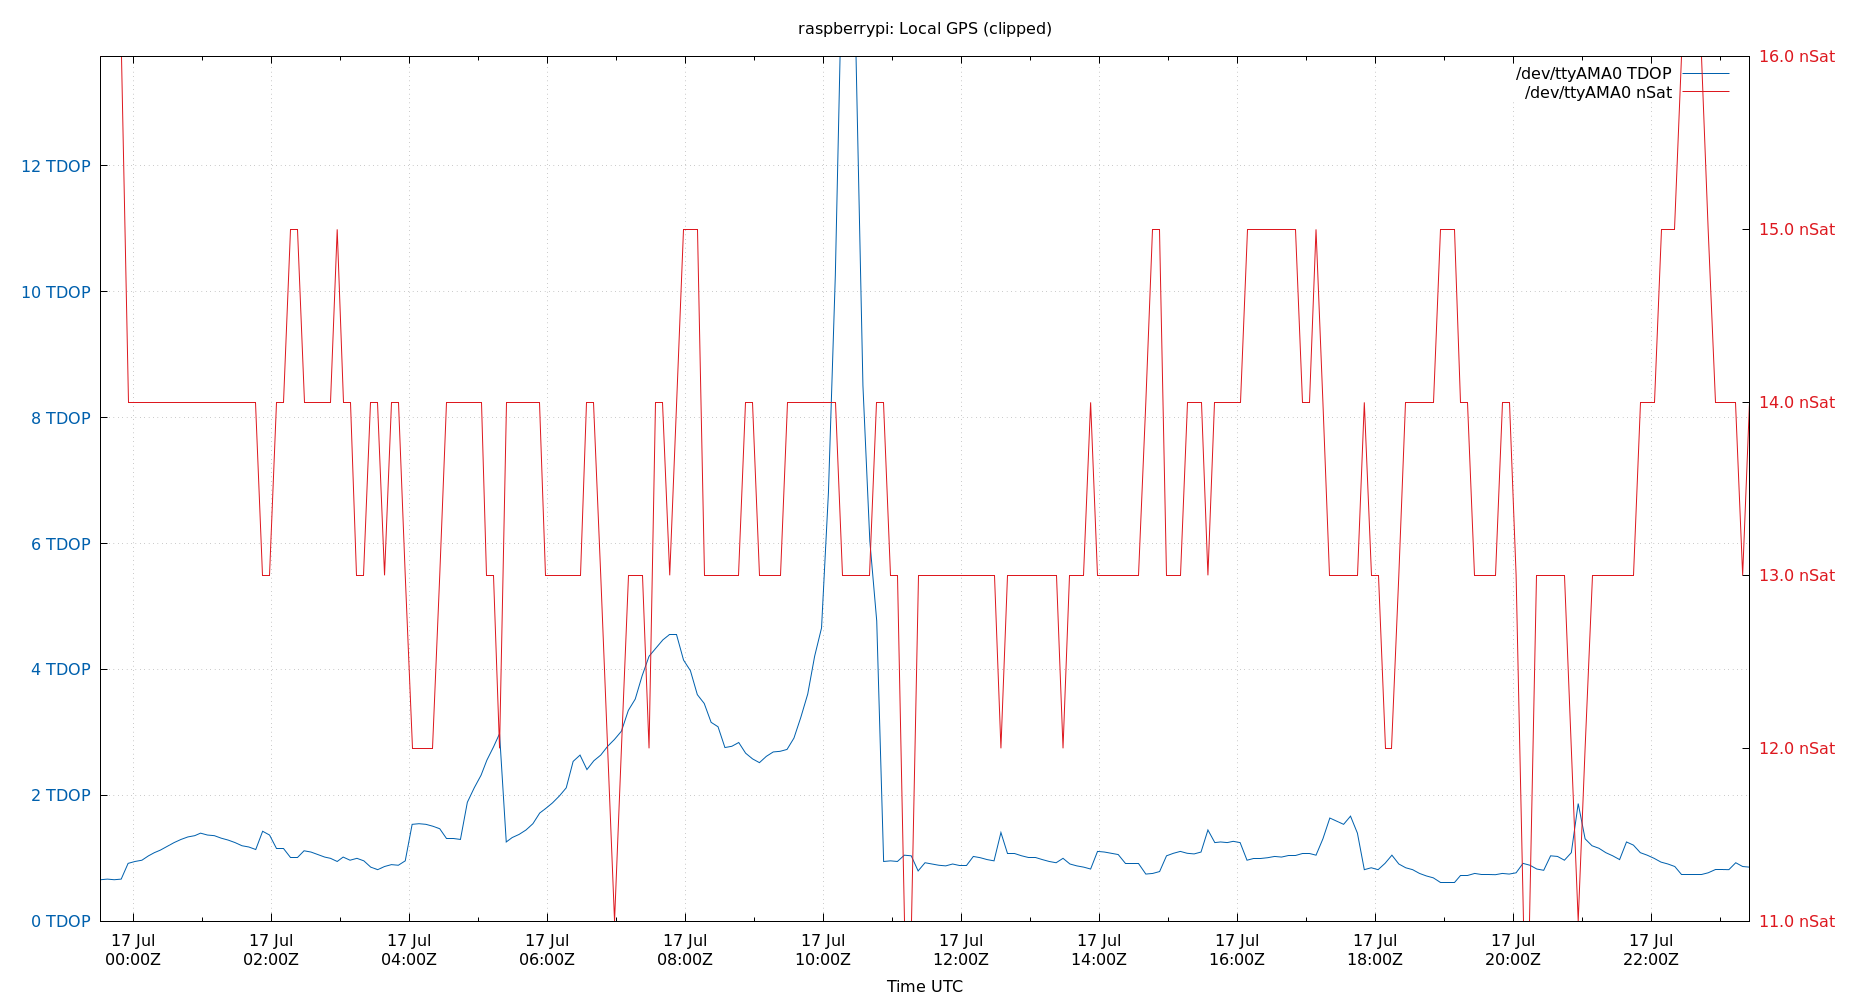 raspberrypi: Local GPS (clipped)
/dev/ttyAMA0 TDOP
/dev/ttyAMA0 nSat
12 TDOP
10 TDOP
8 TDOP
6 TDOP
4 TDOP
2 TDOP
0 TDOP
16.0 nSat
15.0 nSat
14.0 nSat
13.0 nSat
12.0 nSat
11.0 nSat
17 Jul 17 Jul 17 Jul 17 Jul 17 Jul 17 Jul 17 Jul 17 Jul 17 Jul 17 Jul 17 Jul 17 Jul
00:00Z 02:00Z 04:00Z 06:00Z 08:00Z 10:00Z 12:00Z 14:00Z 16:00Z 18:00Z 20:00Z 22:00Z
Time UTC